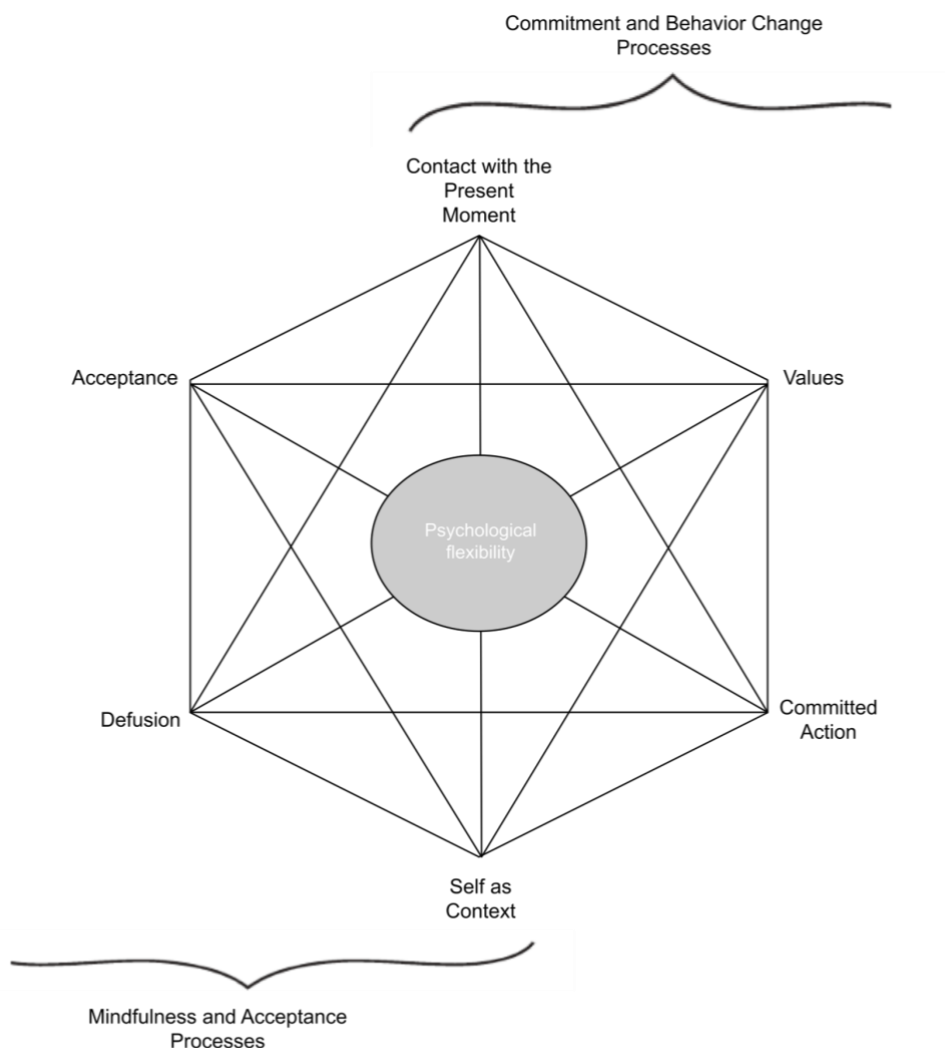 Commitment and Behavior Change
Processes
Contact with the
Present
Moment
Acceptance
Values
Psychological
flexibility
Defusion
Committed
Action
Self as
Context
Mindfulness and Acceptance
Processes